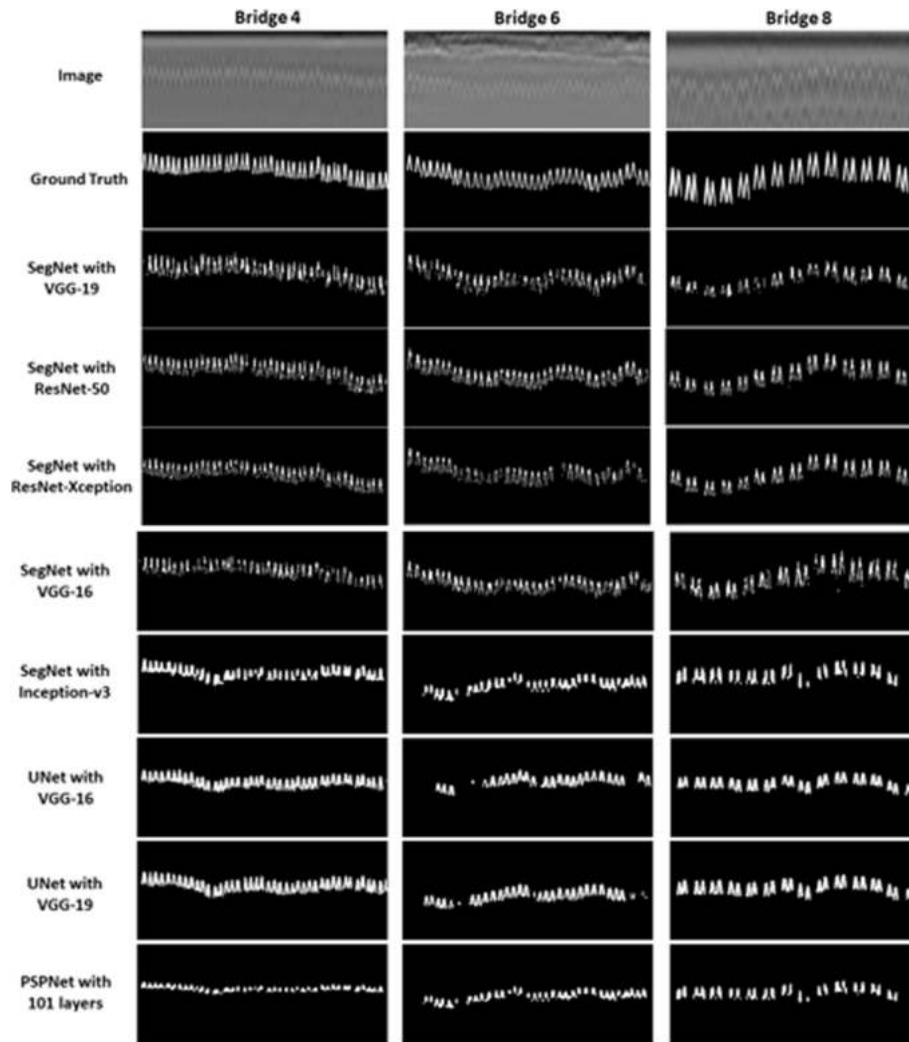 Bridge 4 Bridge 6 Bridge 8
Image
Ground Truth
SegNet with
VGG-19
SegNet with
ResNet-50
SegNet with
ResNet-Xception
SegNet with
VGG-16
SegNet with
Inception-v3
UNet with
VGG-16
UNet with
VGG-19
PSPNet with
101 layers